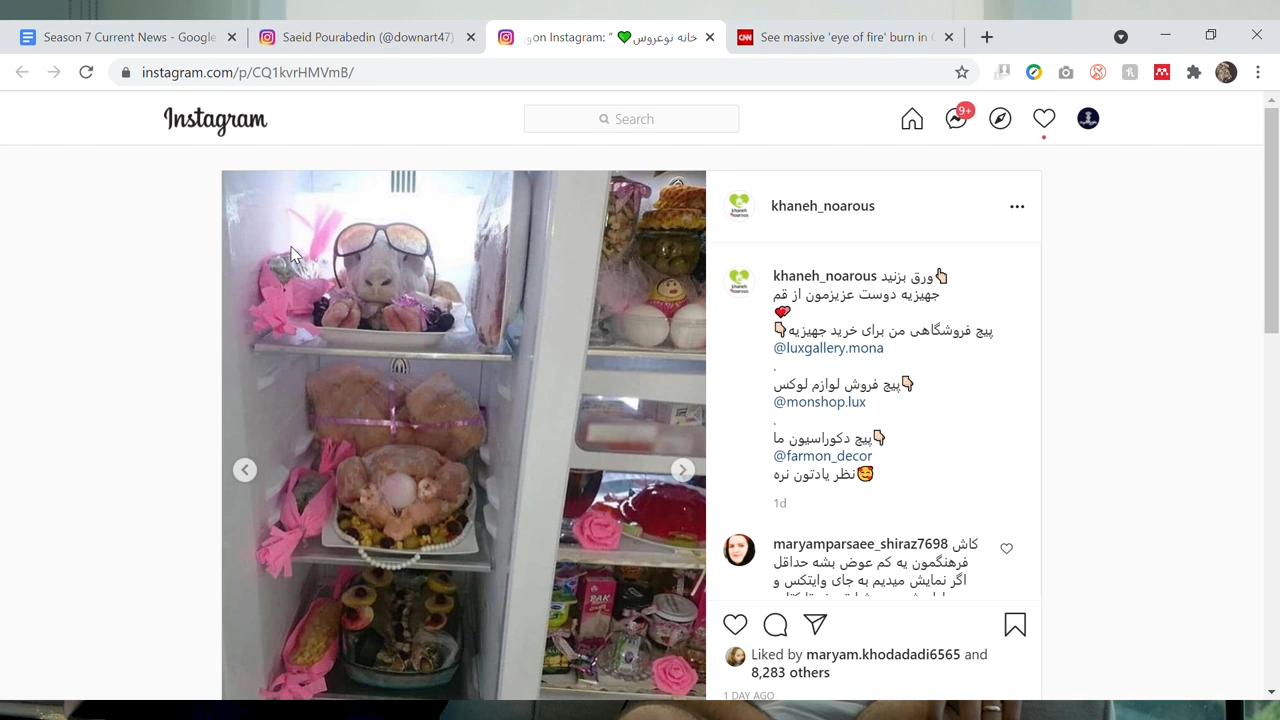 Season 7 Current News - Google
Saeid Pourabedin (@downart47)
on Instagram: “ 💚خانه نوعروس
See massive 'eye of fire' burn in
instagram.com/p/CQ1kvrHMVmB/
Instagram
Search
9+
khaneh_noarous
khaneh_noarous ورق بزنید👆🏻
جهیزیه دوست عزیزمون از قم
💝
پیج فروشگاهی من برای خرید جهیزیه👇🏻
@luxgallery.mona
.
پیج فروش لوازم لوکس👇🏻
@monshop.lux
.
پیج دکوراسیون ما👇🏻
@farmon_decor
نظر یادتون نره🥰
1d
maryamparsaee_shiraz7698 کاش
فرهنگمون یه کم عوض بشه حداقل
اگر نمایش میدیم به جای وایتکس و
PAK
Liked by maryam.khodadadi6565 and
8,283 others
1 DAY AGO